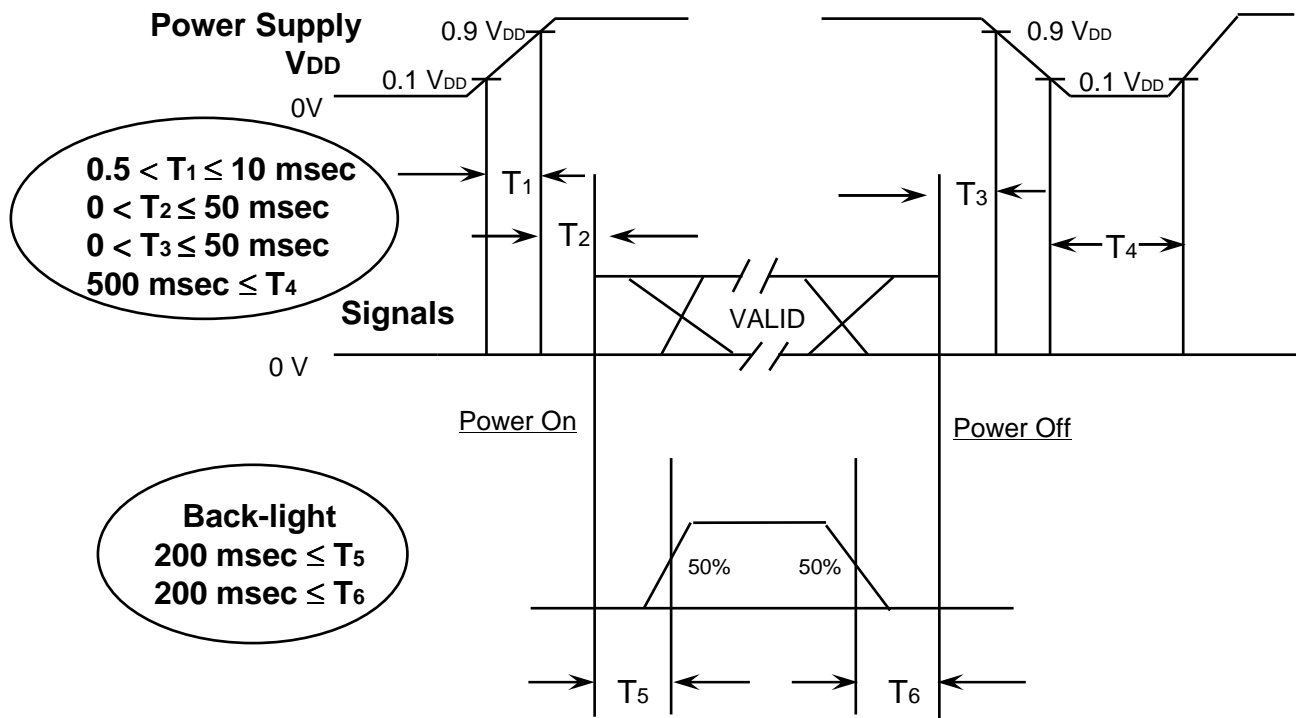 Power Supply
VDD
0.9 VDD
0.9 VDD
0.1 VDD
0.1 VDD
0V
0.5 < T1 ≤ 10 msec
0 < T2 ≤ 50 msec
0 < T3 ≤ 50 msec
500 msec ≤ T4
T1
T2
T3
T4
Signals
VALID
0 V
Power On
Power Off
Back-light
200 msec ≤ T5
200 msec ≤ T6
50%
50%
T5
T6